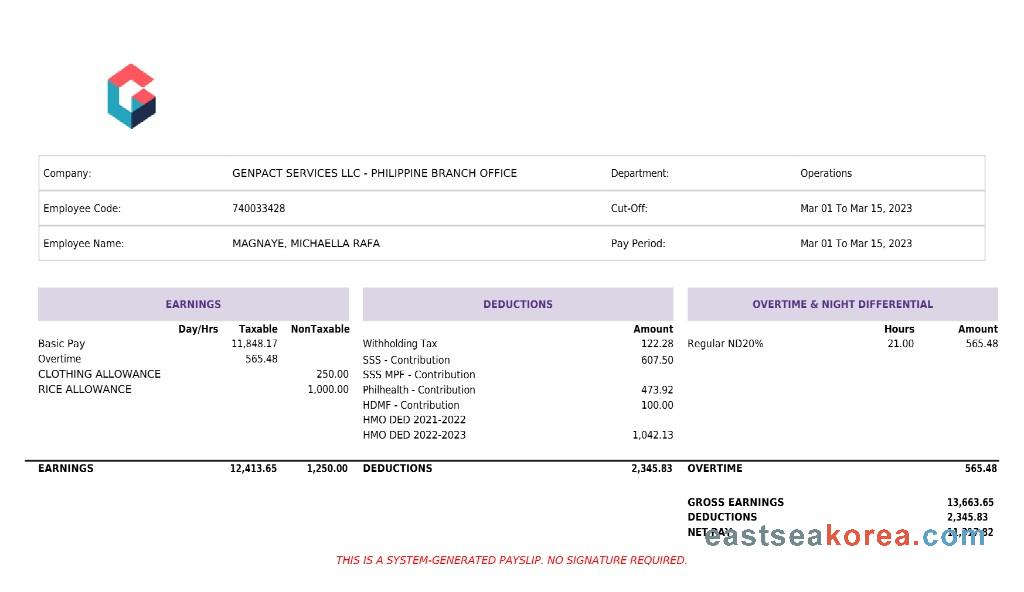 Company: GENPACT SERVICES LLC - PHILIPPINE BRANCH OFFICE Department: Operations
Employee Code: 740033428 Cut-Off: Mar 01 To Mar 15, 2023
Employee Name: MAGNAYE, MICHAELLA RAFA Pay Period: Mar 01 To Mar 15, 2023
EARNINGS DEDUCTIONS OVERTIME & NIGHT DIFFERENTIAL
Day/Hrs Taxable NonTaxable Amount Hours Amount
Basic Pay 11,848.17 Withholding Tax 122.28 Regular ND20% 21.00 565.48
Overtime 565.48 SSS - Contribution 607.50
CLOTHING ALLOWANCE 250.00 SSS MPF - Contribution
RICE ALLOWANCE 1,000.00 Philhealth - Contribution 473.92
HDMF - Contribution 100.00
HMO DED 2021-2022
HMO DED 2022-2023 1,042.13
EARNINGS 12,413.65 1,250.00 DEDUCTIONS 2,345.83 OVERTIME 565.48
GROSS EARNINGS 13,663.65
DEDUCTIONS 2,345.83
NET PAY
eastseakorea.com
THIS IS A SYSTEM-GENERATED PAYSLIP. NO SIGNATURE REQUIRED.